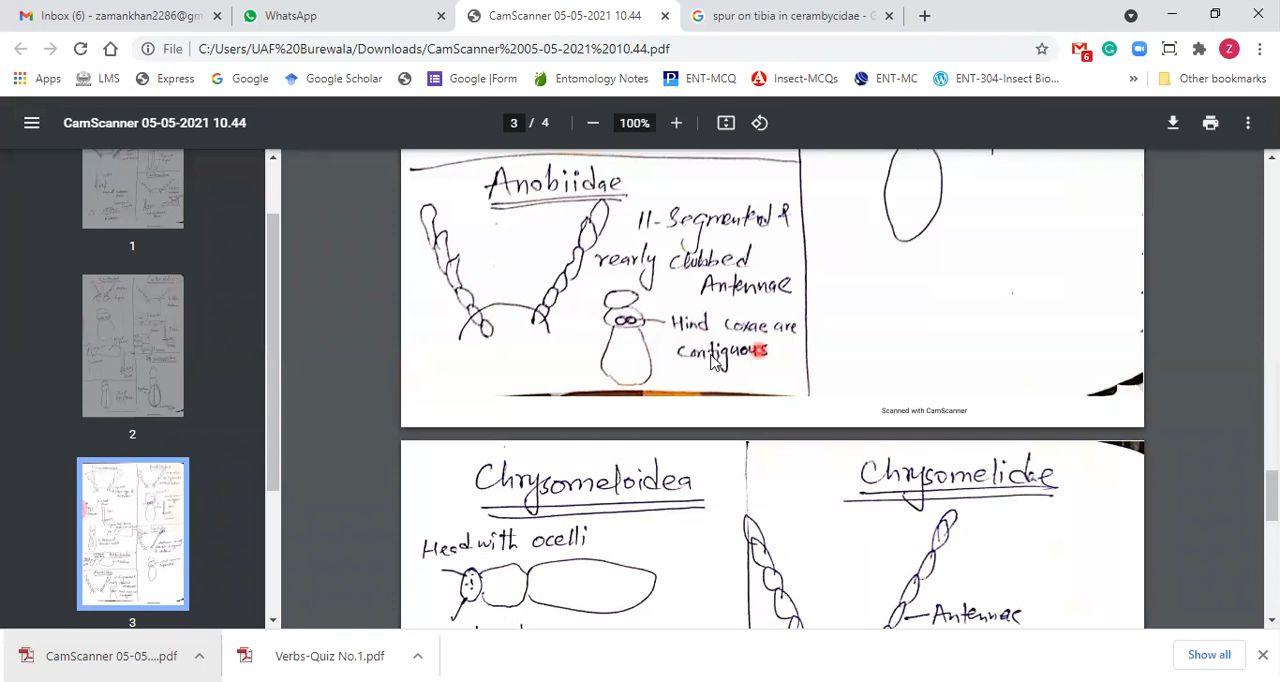 Inbox (6) - zamankhan2286@gm
WhatsApp
CamScanner 05-05-2021 10.44
spur on tibia in cerambycidae - G
File
C:/Users/UAF%20Burewala/Downloads/CamScanner%2005-05-2021%2010.44.pdf
6
Z
Apps
LMS
Express
Google
Google Scholar
Google |Form
Entomology Notes
ENT-MCQ
Insect-MCQs
ENT-MC
ENT-304-Insect Bio...
»
Other bookmarks
CamScanner 05-05-2021 10.44
3 / 4
100%
1
2
3
Anobiidae
11-Segmented &
rearly clubbed
Antennae
Hind coxae are
contiguous
Scanned with CamScanner
Chrysomeloidea
Head with ocelli
Chrysomelidae
Antennae
CamScanner 05-05....pdf
Verbs-Quiz No.1.pdf
Show all